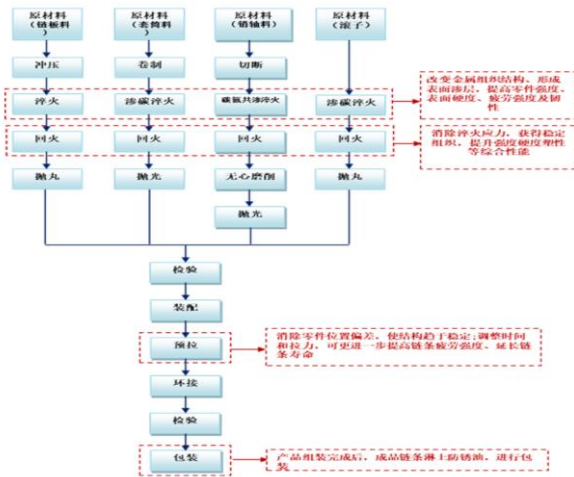 原材料
（链板料
）
原材料
（套筒料
）
原材料
（销轴料
）
原材料
（滚子）
冲压
卷制
切断
淬火
渗碳淬火
碳氮共渗淬火
渗碳淬火
改变金属组织结构、形成
表面渗层，提高零件强度、
表面硬度、疲劳强度及韧
性
回火
回火
回火
回火
消除淬火应力，获得稳定
组织，提升强度硬度塑性
等综合性能
抛丸
抛光
无心磨削
抛丸
抛光
检验
装配
预拉
消除零件位置偏差，使结构趋于稳定；调整时间
和拉力，可更进一步提高链条疲劳强度、延长链
条寿命
环接
检验
包装
产品组装完成后，成品链条淋上防锈油，进行包
装